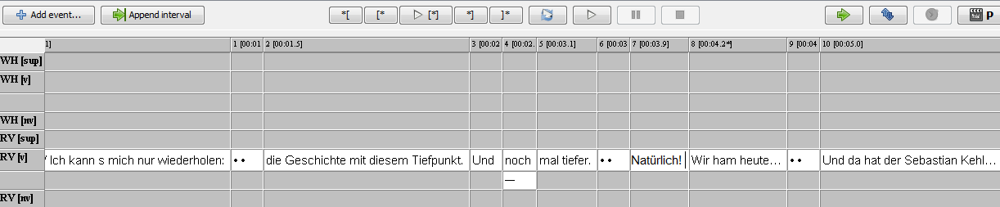 Add event... Append interval *[ [* [*] *] ]* P
1] 1 [00:01 2 [00:01.5] 3 [00:02 4 [00:02. 5 [00:03.1] 6 [00:03 7 [00:03.9] 8 [00:04.2*] 9 [00:04 10 [00:05.0]
WH [sup]
WH [v]
WH [nv]
RV [sup]
RV [v] / Ich kann s mich nur wiederholen: • • die Geschichte mit diesem Tiefpunkt. Und noch mal tiefer. • • Natürlich! Wir ham heute... • • Und da hat der Sebastian Kehl...
—
RV [nv]